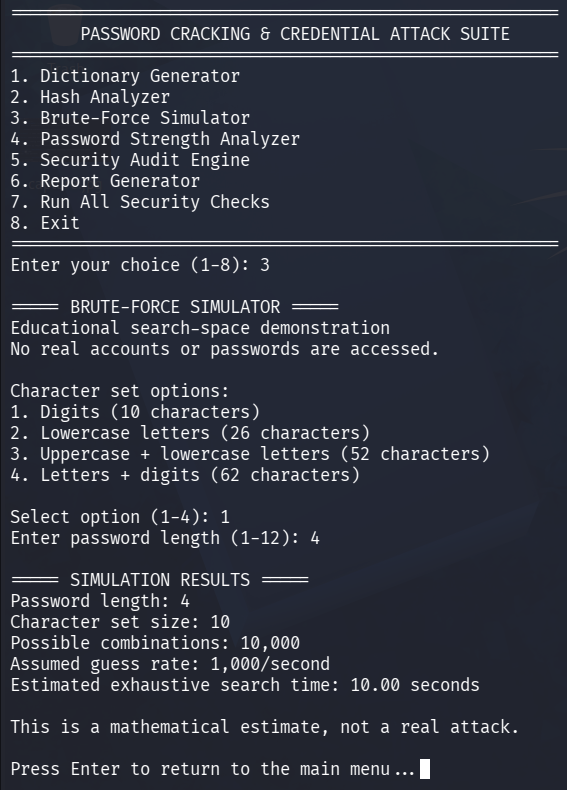 ══════════════════════════════════════════════════
PASSWORD CRACKING & CREDENTIAL ATTACK SUITE
══════════════════════════════════════════════════
1. Dictionary Generator
2. Hash Analyzer
3. Brute-Force Simulator
4. Password Strength Analyzer
5. Security Audit Engine
6. Report Generator
7. Run All Security Checks
8. Exit
══════════════════════════════════════════════════
Enter your choice (1-8): 3
===== BRUTE-FORCE SIMULATOR =====
Educational search-space demonstration
No real accounts or passwords are accessed.
Character set options:
1. Digits (10 characters)
2. Lowercase letters (26 characters)
3. Uppercase + lowercase letters (52 characters)
4. Letters + digits (62 characters)
Select option (1-4): 1
Enter password length (1-12): 4
===== SIMULATION RESULTS =====
Password length: 4
Character set size: 10
Possible combinations: 10,000
Assumed guess rate: 1,000/second
Estimated exhaustive search time: 10.00 seconds
This is a mathematical estimate, not a real attack.
Press Enter to return to the main menu...